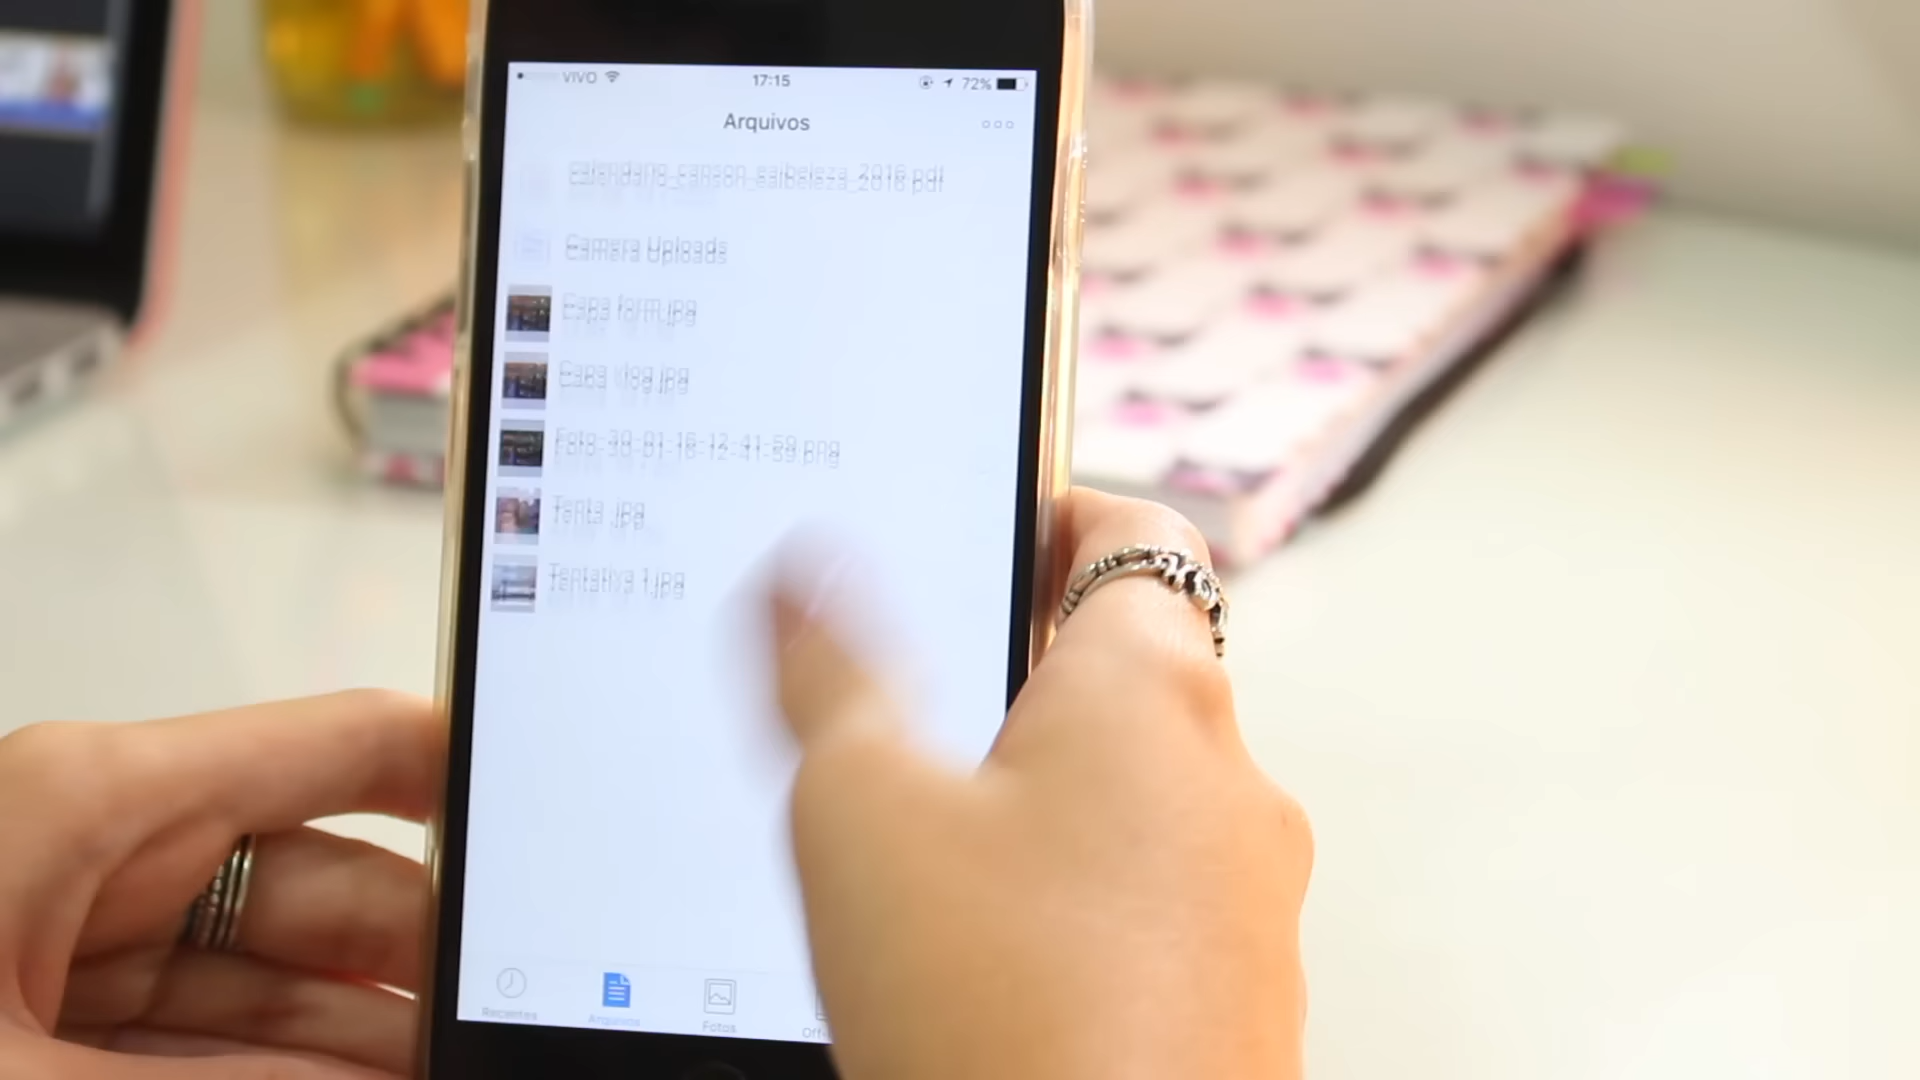 VIVO 17:15 72%
Arquivos
calendario_canson_eaibeleza_2016.pdf
Camera Uploads
Capa form.jpg
Capa vlog.jpg
Foto-30-01-16-12-41-59.png
Tenta .jpg
Tentativa 1.jpg
Recentes Arquivos Fotos Off-